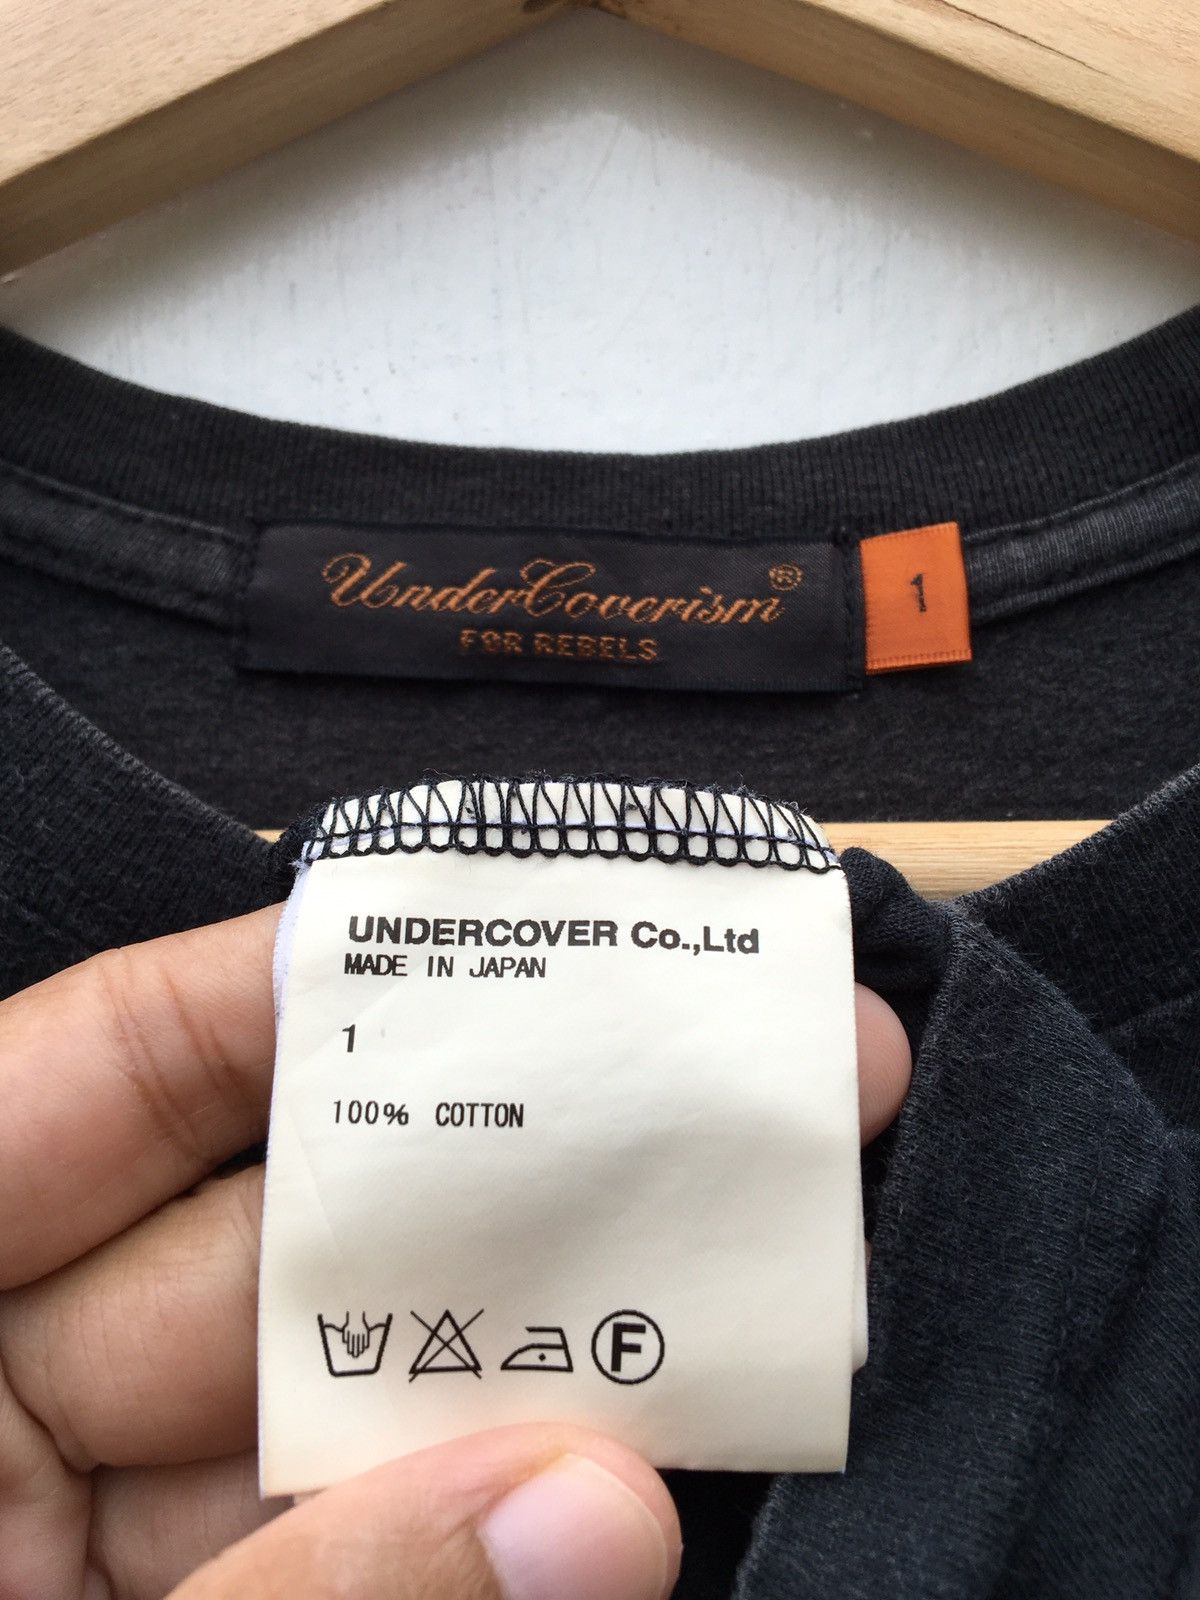 UnderCoverism®
FOR REBELS
1
UNDERCOVER Co.,Ltd
MADE IN JAPAN
1
100% COTTON
F